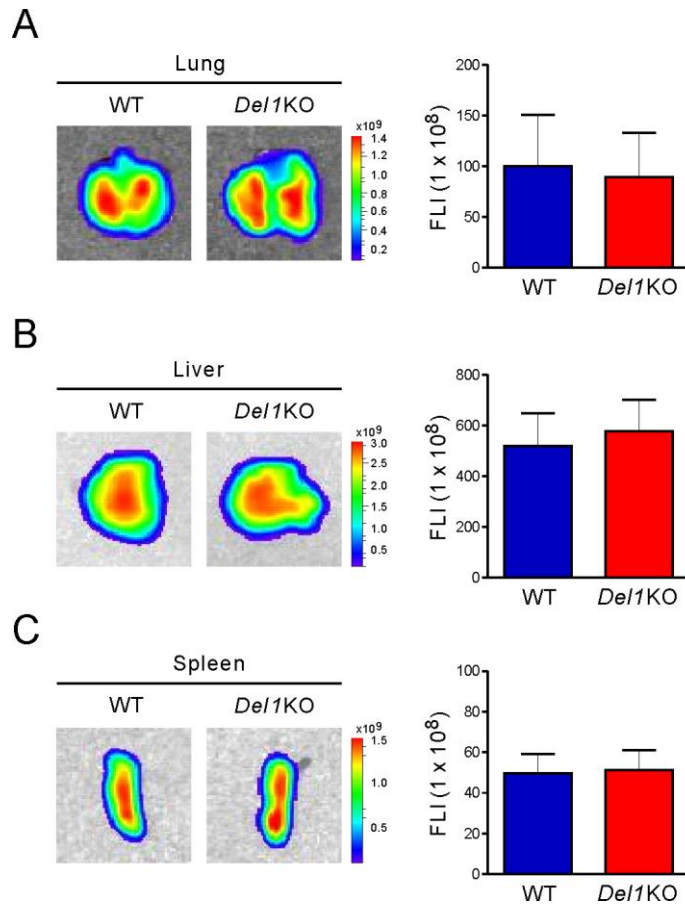 A
Lung
WT Del1KO
x10⁹
1.4
1.2
1.0
0.8
0.6
0.4
0.2
FLI (1 x 10⁸)
200
150
100
50
0
WT Del1KO
B
Liver
WT Del1KO
x10⁹
3.0
2.5
2.0
1.5
1.0
0.5
FLI (1 x 10⁸)
800
600
400
200
0
WT Del1KO
C
Spleen
WT Del1KO
x10⁹
1.5
1.0
0.5
FLI (1 x 10⁸)
100
80
60
40
20
0
WT Del1KO